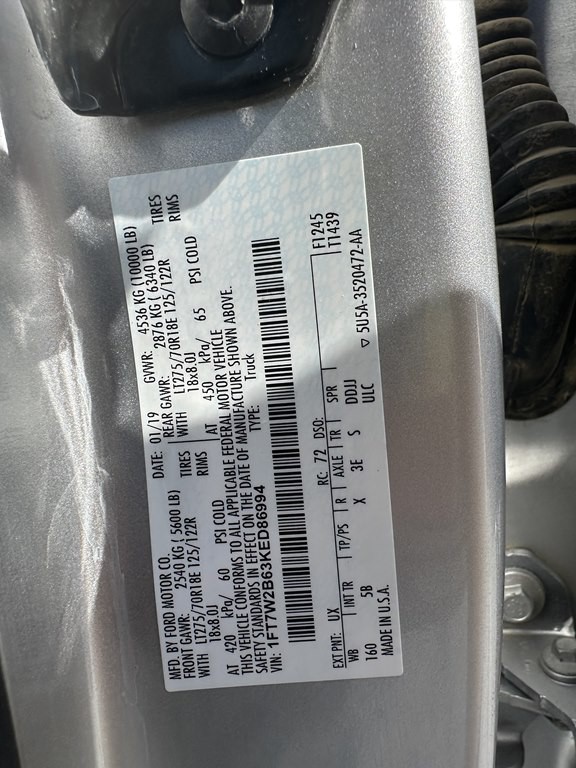 MFD. BY FORD MOTOR CO. DATE: 01/19 GVWR: 4536 KG (10000 LB)
FRONT GAWR: 2540 KG (5600 LB) REAR GAWR: 2876 KG (6340 LB)
WITH LT275/70R18E 125/122R TIRES WITH LT275/70R18E 125/122R TIRES
18x8.0J RIMS 18x8.0J RIMS
AT 420 kPa/ 60 PSI COLD AT 450 kPa/ 65 PSI COLD
THIS VEHICLE CONFORMS TO ALL APPLICABLE FEDERAL MOTOR VEHICLE
SAFETY STANDARDS IN EFFECT ON THE DATE OF MANUFACTURE SHOWN ABOVE.
VIN: 1FT7W2B63KED86994 TYPE: Truck
F1245
T1439
EXT PNT: UX RC: 72 DSO:
WB INT TR TP/PS R AXLE TR SPR
160 5B X 3E S DDJJ
MADE IN U.S.A. ULC
▽ 5U5A-3520472-AA